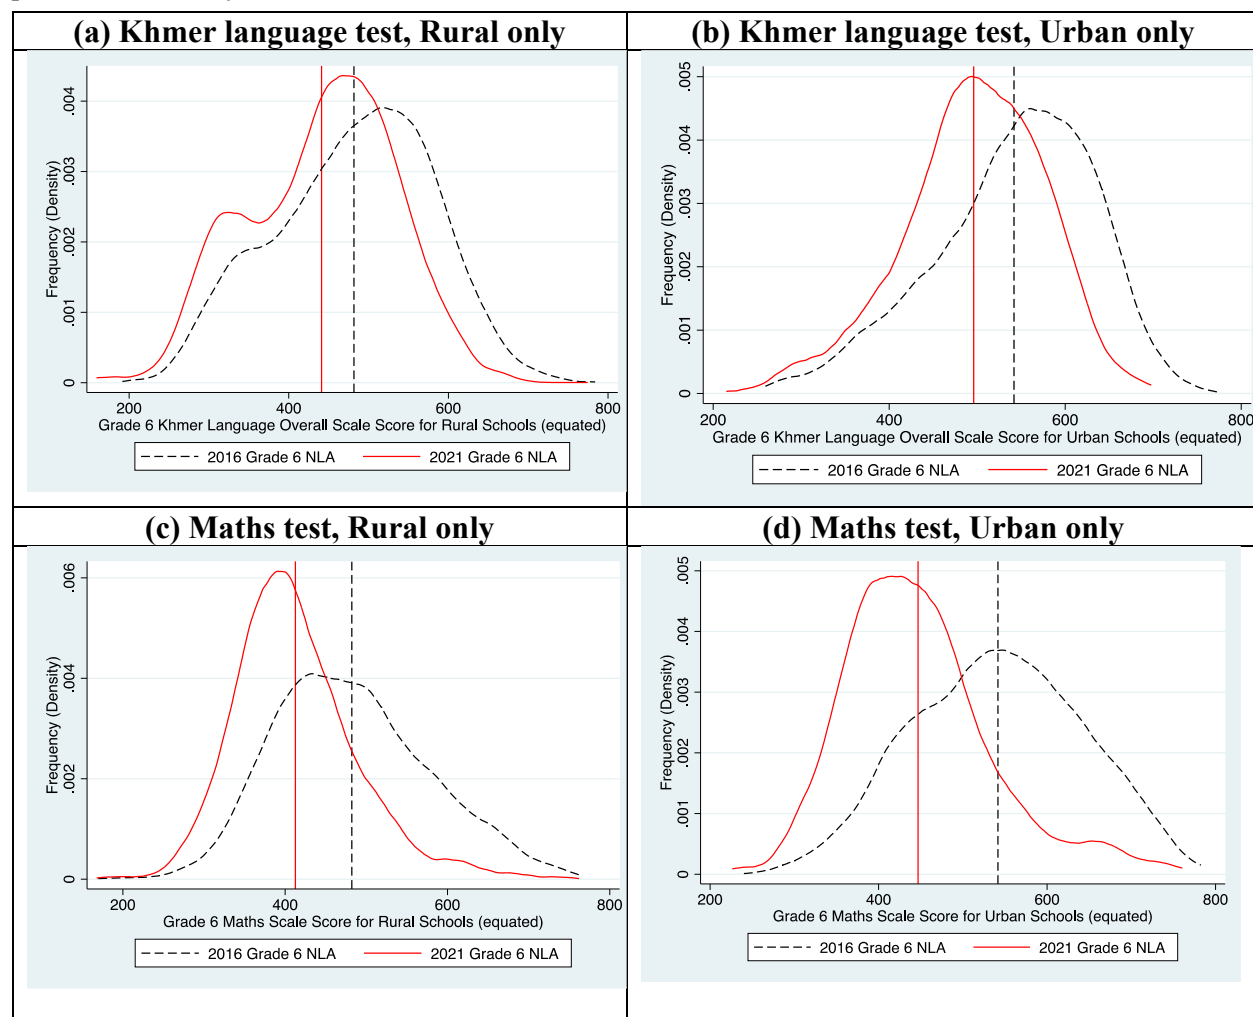 (a) Khmer language test, Rural only
(b) Khmer language test, Urban only
Frequency (Density)
.004
.003
.002
.001
0
200
400
600
800
Grade 6 Khmer Language Overall Scale Score for Rural Schools (equated)
2016 Grade 6 NLA
2021 Grade 6 NLA
Frequency (Density)
.005
.004
.003
.002
.001
0
200
400
600
800
Grade 6 Khmer Language Overall Scale Score for Urban Schools (equated)
2016 Grade 6 NLA
2021 Grade 6 NLA
(c) Maths test, Rural only
(d) Maths test, Urban only
Frequency (Density)
.006
.004
.002
0
200
400
600
800
Grade 6 Maths Scale Score for Rural Schools (equated)
2016 Grade 6 NLA
2021 Grade 6 NLA
Frequency (Density)
.005
.004
.003
.002
.001
0
200
400
600
800
Grade 6 Maths Scale Score for Urban Schools (equated)
2016 Grade 6 NLA
2021 Grade 6 NLA